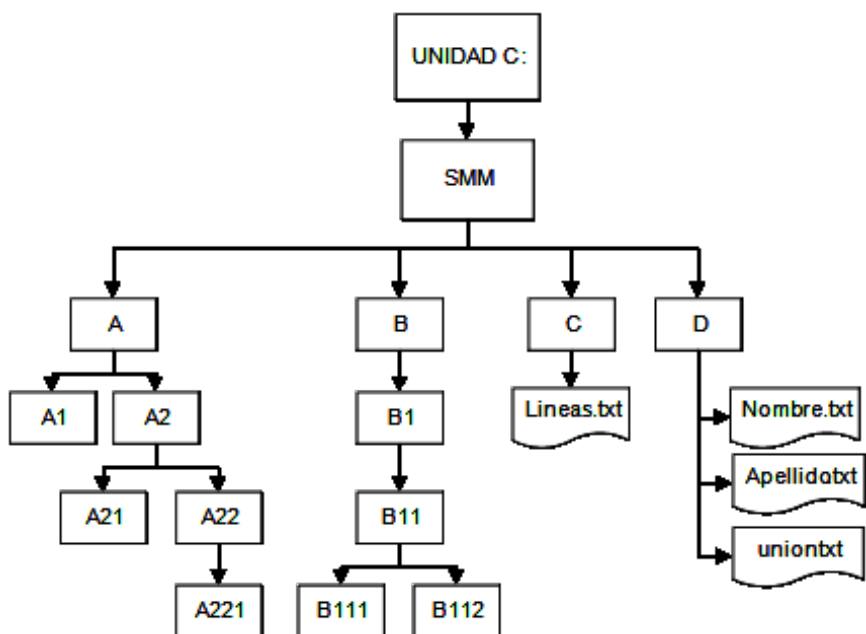 UNIDAD C:
SMM
A
B
C
D
A1
A2
B1
Lineas.txt
Nombre.txt
Apellidotxt
A21
A22
B11
uniontxt
A221
B111
B112